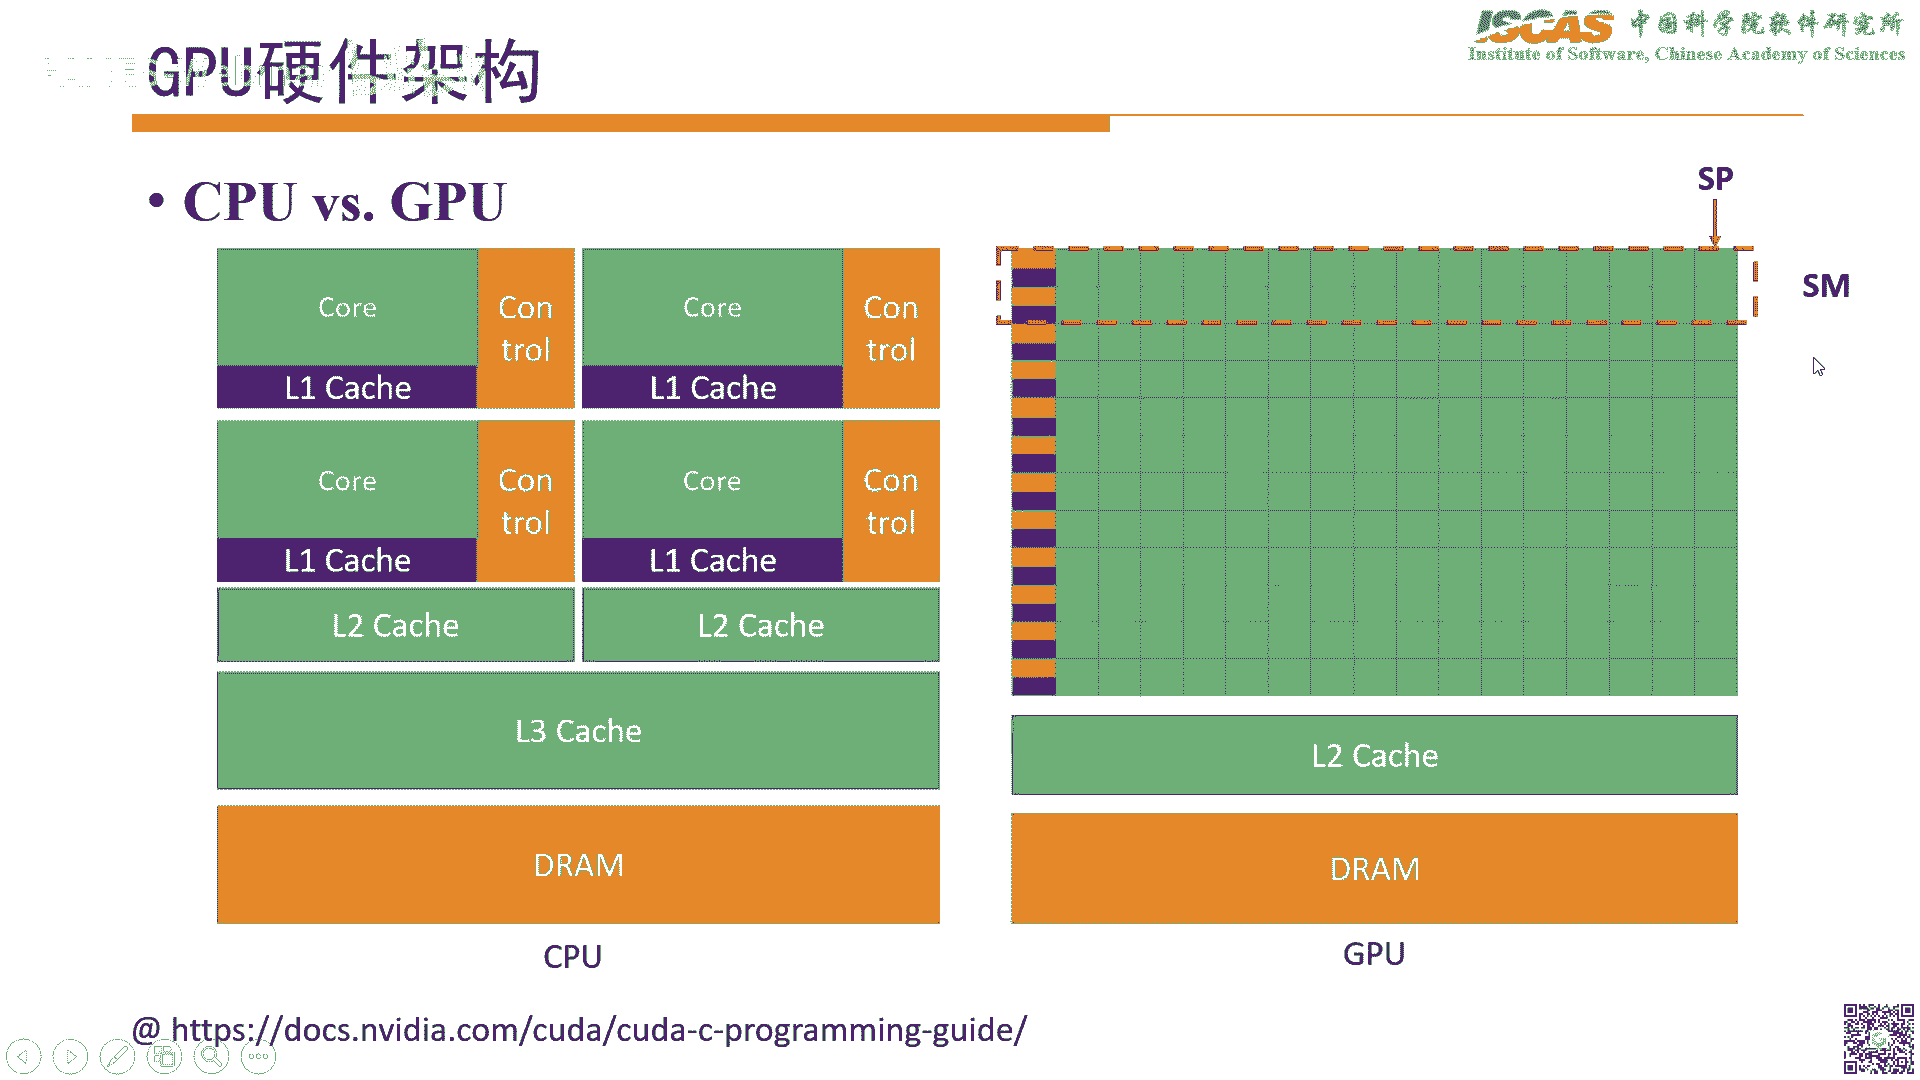 GPU硬件架构
ISCAS 中国科学院软件研究所
Institute of Software, Chinese Academy of Sciences
• CPU vs. GPU
SP
SM
Core
Con
trol
Core
Con
trol
L1 Cache
L1 Cache
Core
Con
trol
Core
Con
trol
L1 Cache
L1 Cache
L2 Cache
L2 Cache
L3 Cache
DRAM
CPU
L2 Cache
DRAM
GPU
@ https://docs.nvidia.com/cuda/cuda-c-programming-guide/